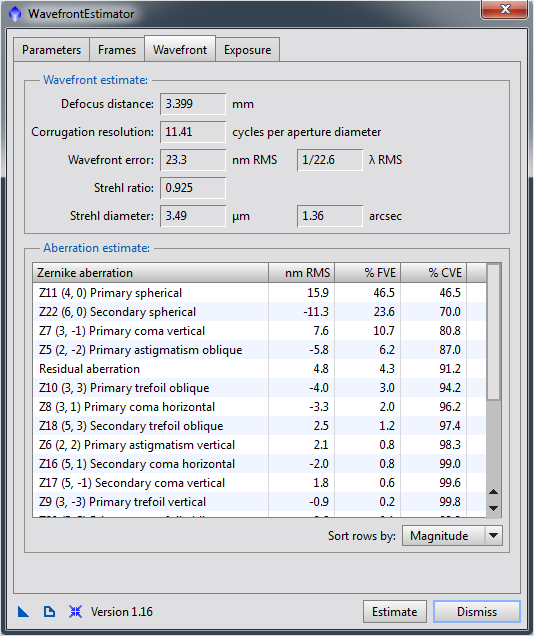 WavefrontEstimator
Parameters Frames Wavefront Exposure
Wavefront estimate:
Defocus distance: 3.399 mm
Corrugation resolution: 11.41 cycles per aperture diameter
Wavefront error: 23.3 nm RMS 1/22.6 λ RMS
Strehl ratio: 0.925
Strehl diameter: 3.49 µm 1.36 arcsec
Aberration estimate:
Zernike aberration nm RMS % FVE % CVE
Z11 (4, 0) Primary spherical 15.9 46.5 46.5
Z22 (6, 0) Secondary spherical -11.3 23.6 70.0
Z7 (3, -1) Primary coma vertical 7.6 10.7 80.8
Z5 (2, -2) Primary astigmatism oblique -5.8 6.2 87.0
Residual aberration 4.8 4.3 91.2
Z10 (3, 3) Primary trefoil oblique -4.0 3.0 94.2
Z8 (3, 1) Primary coma horizontal -3.3 2.0 96.2
Z18 (5, 3) Secondary trefoil oblique 2.5 1.2 97.4
Z6 (2, 2) Primary astigmatism vertical 2.1 0.8 98.3
Z16 (5, 1) Secondary coma horizontal -2.0 0.8 99.0
Z17 (5, -1) Secondary coma vertical 1.8 0.6 99.6
Z9 (3, -3) Primary trefoil vertical -0.9 0.2 99.8
Sort rows by: Magnitude
Version 1.16 Estimate Dismiss